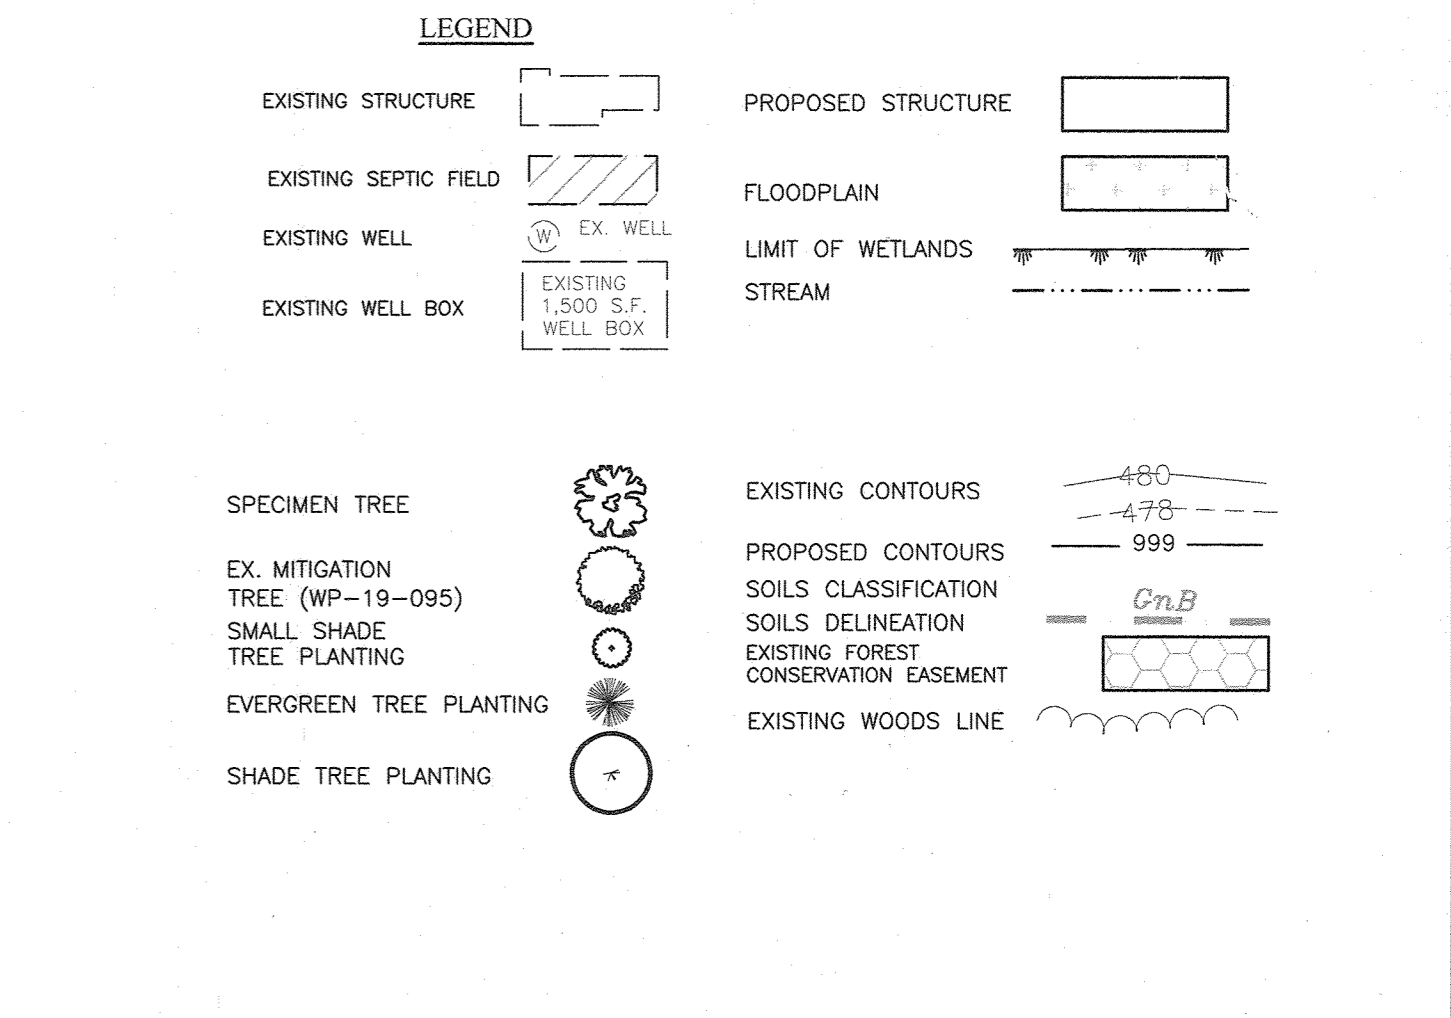 LEGEND
EXISTING STRUCTURE
EXISTING SEPTIC FIELD
EXISTING WELL
W EX. WELL
EXISTING WELL BOX
EXISTING
1,500 S.F.
WELL BOX
PROPOSED STRUCTURE
FLOODPLAIN
LIMIT OF WETLANDS
STREAM
SPECIMEN TREE
EX. MITIGATION
TREE (WP-19-095)
SMALL SHADE
TREE PLANTING
EVERGREEN TREE PLANTING
SHADE TREE PLANTING
EXISTING CONTOURS
480
478
PROPOSED CONTOURS 999
SOILS CLASSIFICATION GnB
SOILS DELINEATION
EXISTING FOREST
CONSERVATION EASEMENT
EXISTING WOODS LINE